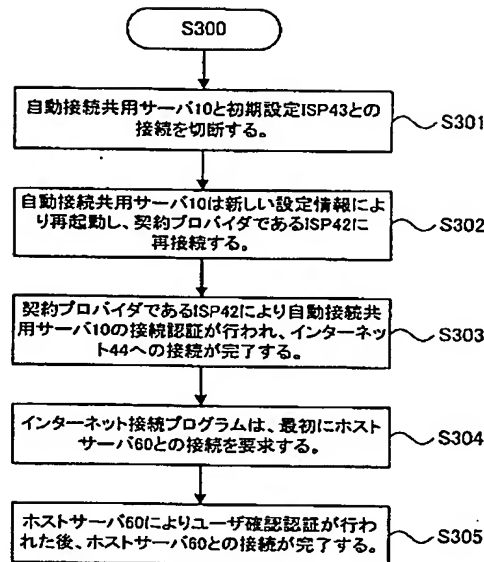 S300
自動接続共用サーバ10と初期設定ISP43との
接続を切断する。
S301
自動接続共用サーバ10は新しい設定情報によ
り再起動し、契約プロバイダであるISP42に
再接続する。
S302
契約プロバイダであるISP42により自動接続共
用サーバ10の接続認証が行われ、インターネッ
ト44への接続が完了する。
S303
インターネット接続プログラムは、最初にホスト
サーバ60との接続を要求する。
S304
ホストサーバ60によりユーザ確認認証が行わ
れた後、ホストサーバ60との接続が完了する。
S305